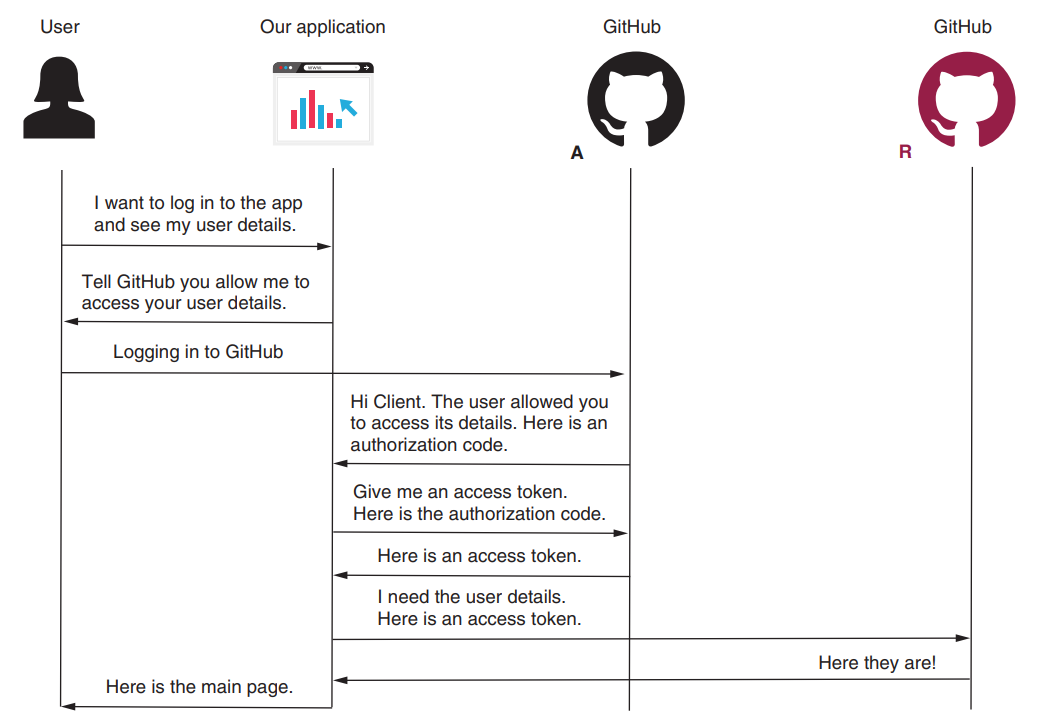 User
Our application
GitHub
GitHub
www.
A
R
I want to log in to the app
and see my user details.
Tell GitHub you allow me to
access your user details.
Logging in to GitHub
Hi Client. The user allowed you
to access its details. Here is an
authorization code.
Give me an access token.
Here is the authorization code.
Here is an access token.
I need the user details.
Here is an access token.
Here they are!
Here is the main page.